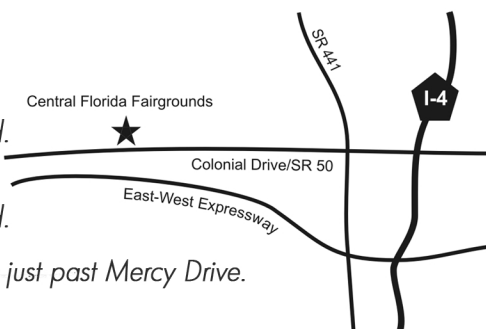 SR 441
I-4
Central Florida Fairgrounds
d.
Colonial Drive/SR 50
East-West Expressway
d.
just past Mercy Drive.